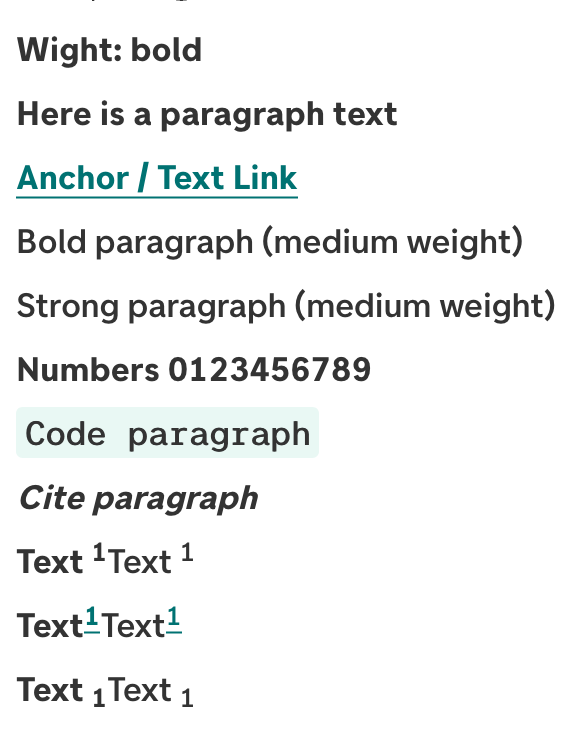 Wight: bold
Here is a paragraph text
Anchor / Text Link
Bold paragraph (medium weight)
Strong paragraph (medium weight)
Numbers 0123456789
Code paragraph
Cite paragraph
Text ¹Text ¹
Text¹Text¹
Text ₁Text ₁